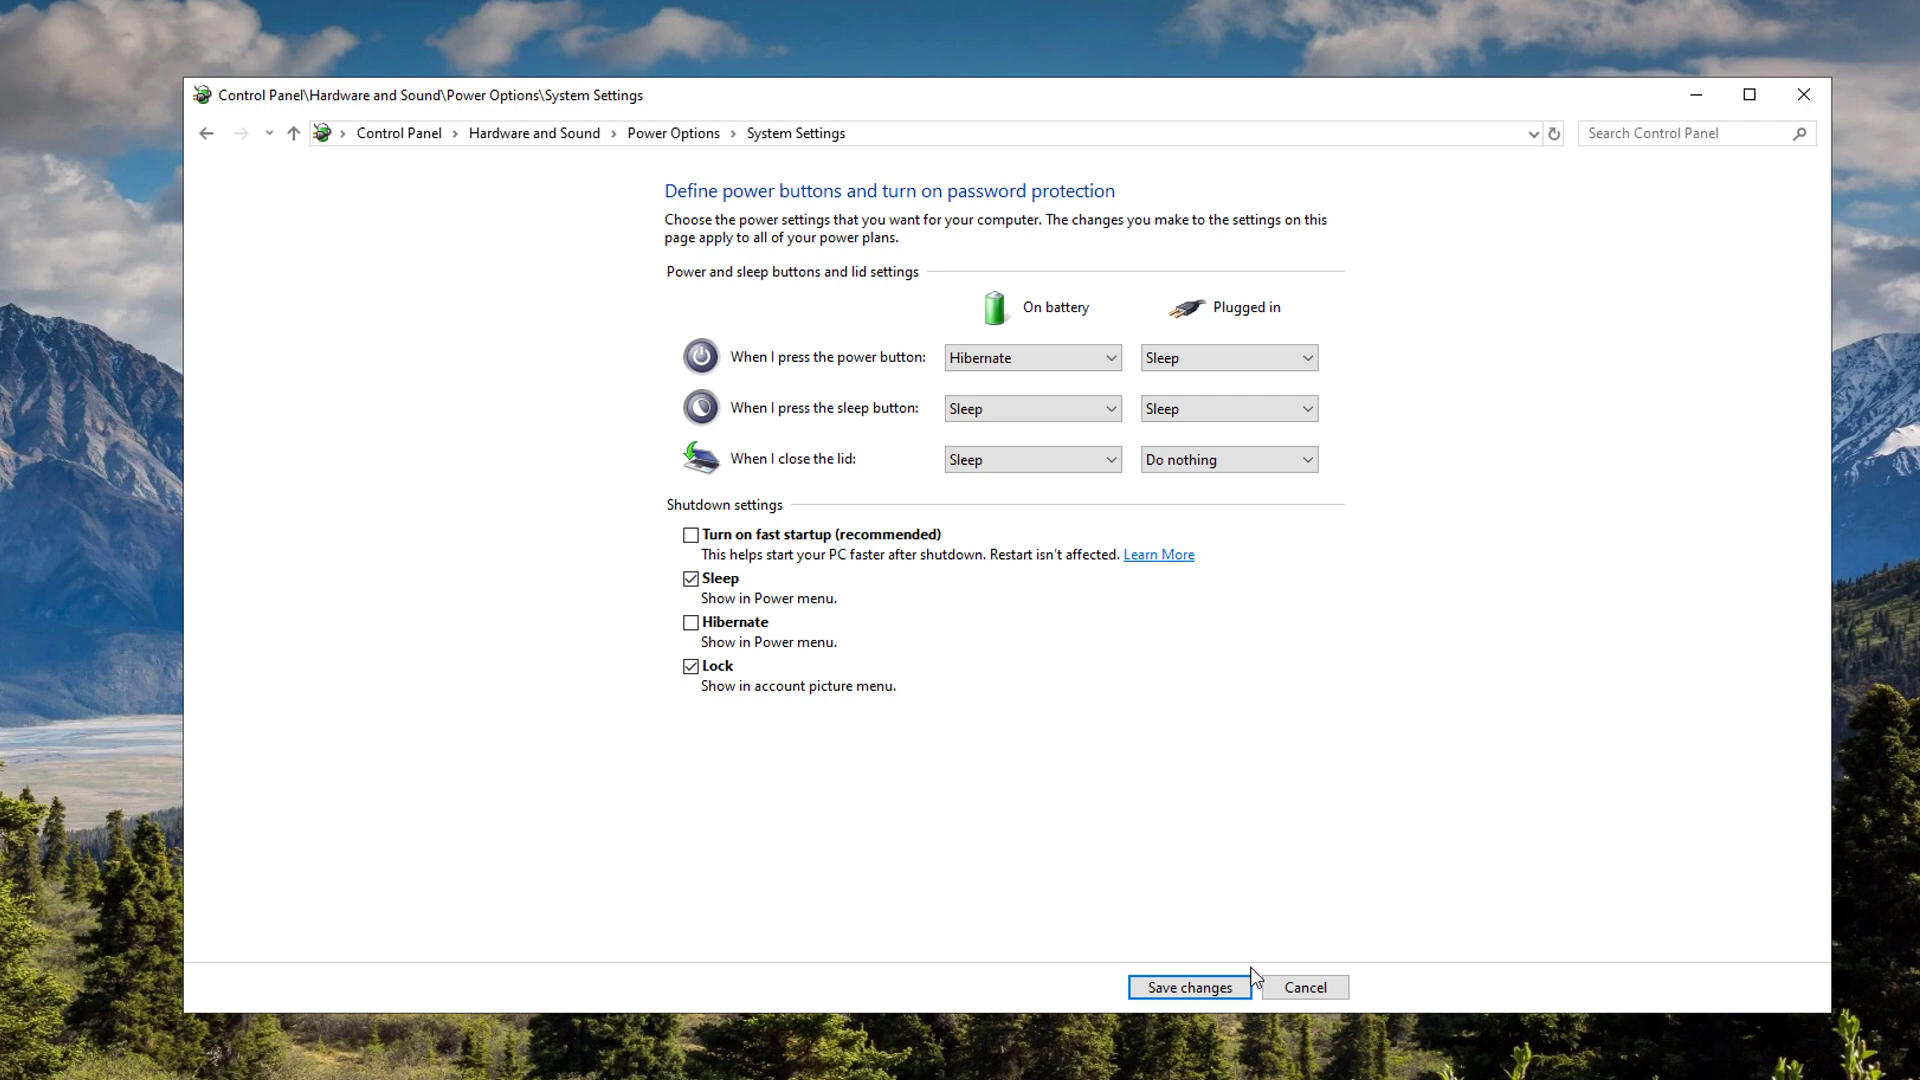 Control Panel\Hardware and Sound\Power Options\System Settings
Control Panel > Hardware and Sound > Power Options > System Settings
Search Control Panel
Define power buttons and turn on password protection
Choose the power settings that you want for your computer. The changes you make to the settings on this
page apply to all of your power plans.
Power and sleep buttons and lid settings
On battery Plugged in
When I press the power button: Hibernate Sleep
When I press the sleep button: Sleep Sleep
When I close the lid: Sleep Do nothing
Shutdown settings
Turn on fast startup (recommended)
This helps start your PC faster after shutdown. Restart isn't affected. Learn More
Sleep
Show in Power menu.
Hibernate
Show in Power menu.
Lock
Show in account picture menu.
Save changes Cancel